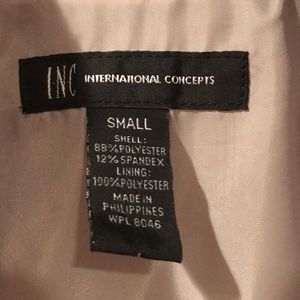 INC INTERNATIONAL CONCEPTS
SMALL
SHELL:
88%POLYESTER
12%SPANDEX
LINING:
100%POLYESTER
MADE IN
PHILIPPINES
WPL 8046